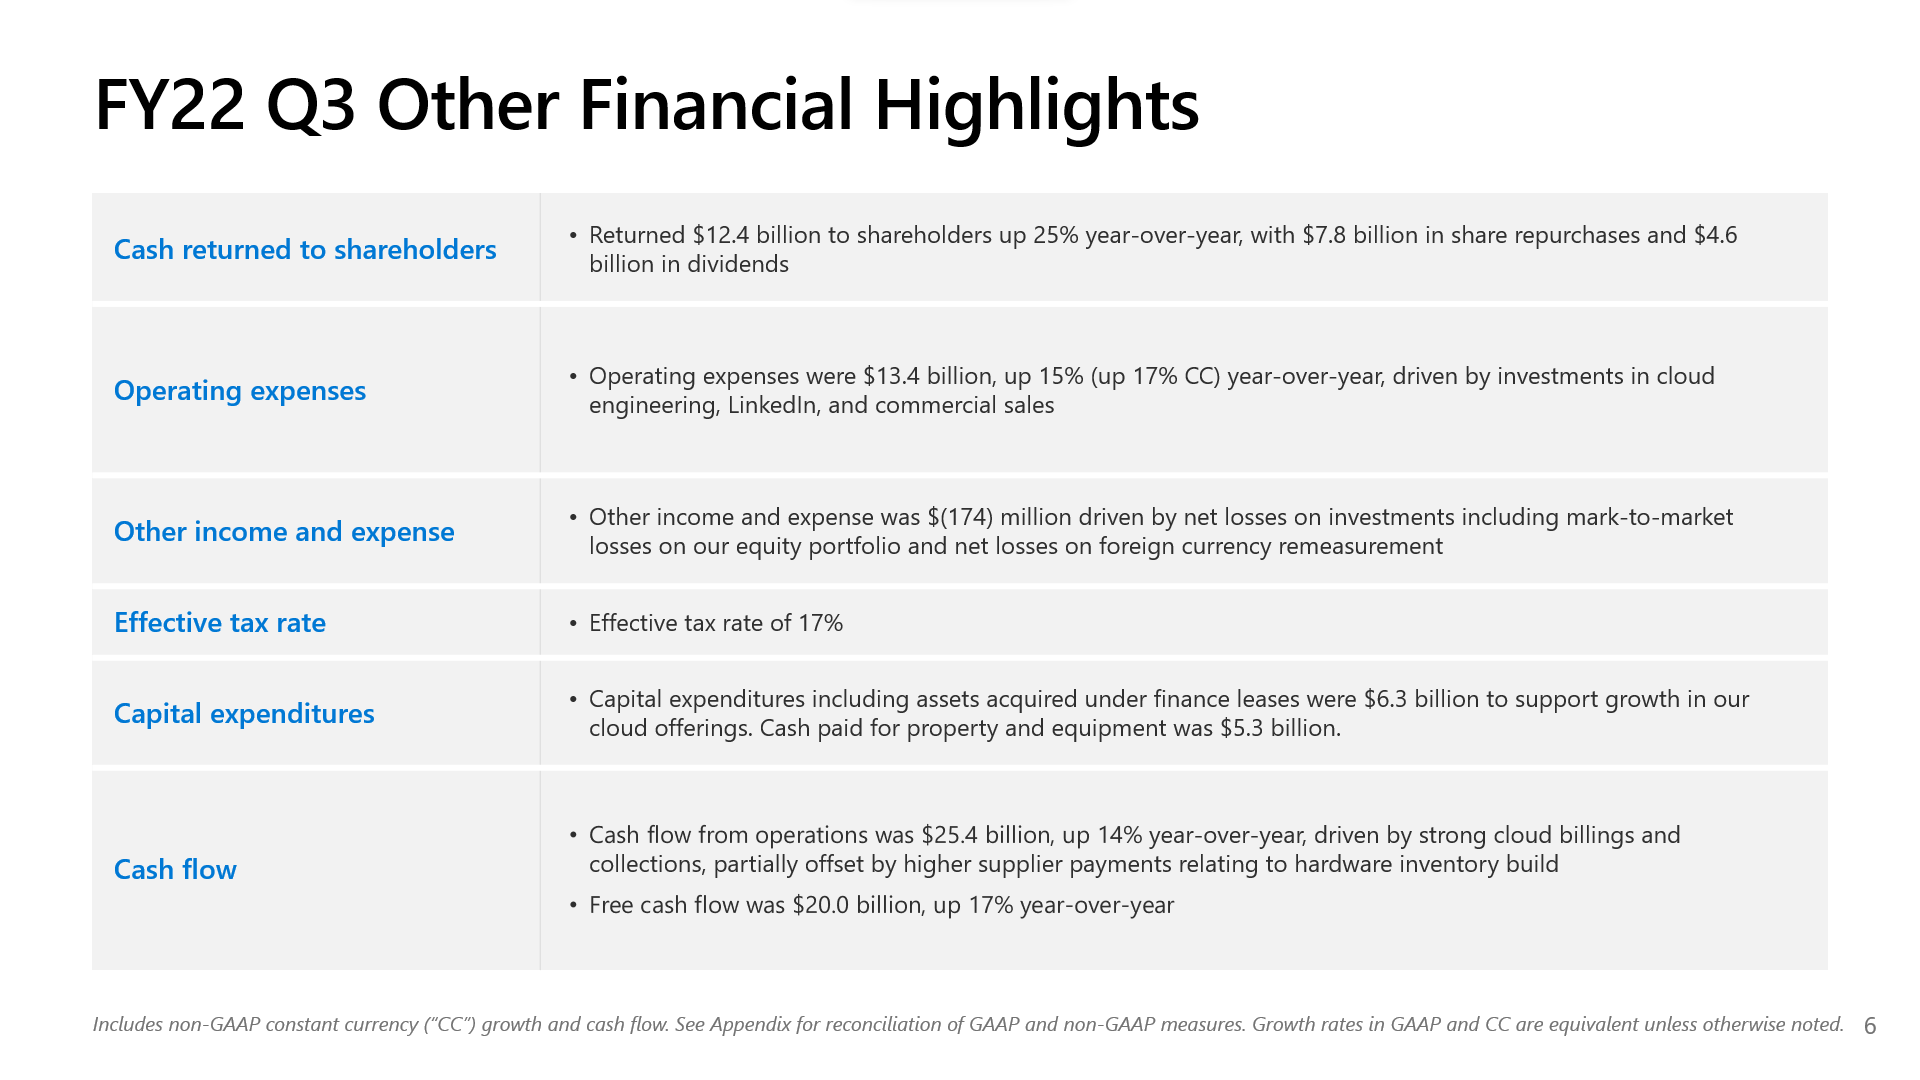 FY22 Q3 Other Financial Highlights
Cash returned to shareholders
• Returned $12.4 billion to shareholders up 25% year-over-year, with $7.8 billion in share repurchases and $4.6
billion in dividends
Operating expenses
• Operating expenses were $13.4 billion, up 15% (up 17% CC) year-over-year, driven by investments in cloud
engineering, LinkedIn, and commercial sales
Other income and expense
• Other income and expense was $(174) million driven by net losses on investments including mark-to-market
losses on our equity portfolio and net losses on foreign currency remeasurement
Effective tax rate
• Effective tax rate of 17%
Capital expenditures
• Capital expenditures including assets acquired under finance leases were $6.3 billion to support growth in our
cloud offerings. Cash paid for property and equipment was $5.3 billion.
Cash flow
• Cash flow from operations was $25.4 billion, up 14% year-over-year, driven by strong cloud billings and
collections, partially offset by higher supplier payments relating to hardware inventory build
• Free cash flow was $20.0 billion, up 17% year-over-year
Includes non-GAAP constant currency (“CC”) growth and cash flow. See Appendix for reconciliation of GAAP and non-GAAP measures. Growth rates in GAAP and CC are equivalent unless otherwise noted.
6